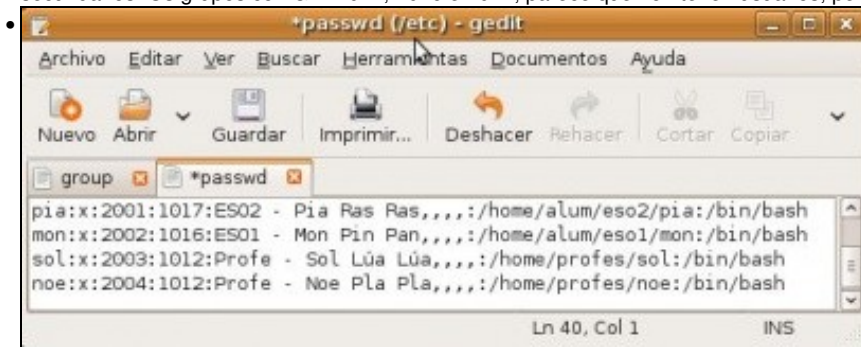 *passwd (/etc) - gedit
Archivo Editar Ver Buscar Herramientas Documentos Ayuda
Nuevo Abrir Guardar Imprimir... Deshacer Rehacer Cortar Copiar
group *passwd
pia:x:2001:1017:ESO2 - Pia Ras Ras,,,,:/home/alum/eso2/pia:/bin/bash
mon:x:2002:1016:ESO1 - Mon Pin Pan,,,,:/home/alum/eso1/mon:/bin/bash
sol:x:2003:1012:Profe - Sol Lúa Lúa,,,,:/home/profes/sol:/bin/bash
noe:x:2004:1012:Profe - Noe Pla Pla,,,,:/home/profes/noe:/bin/bash
Ln 40, Col 1 INS